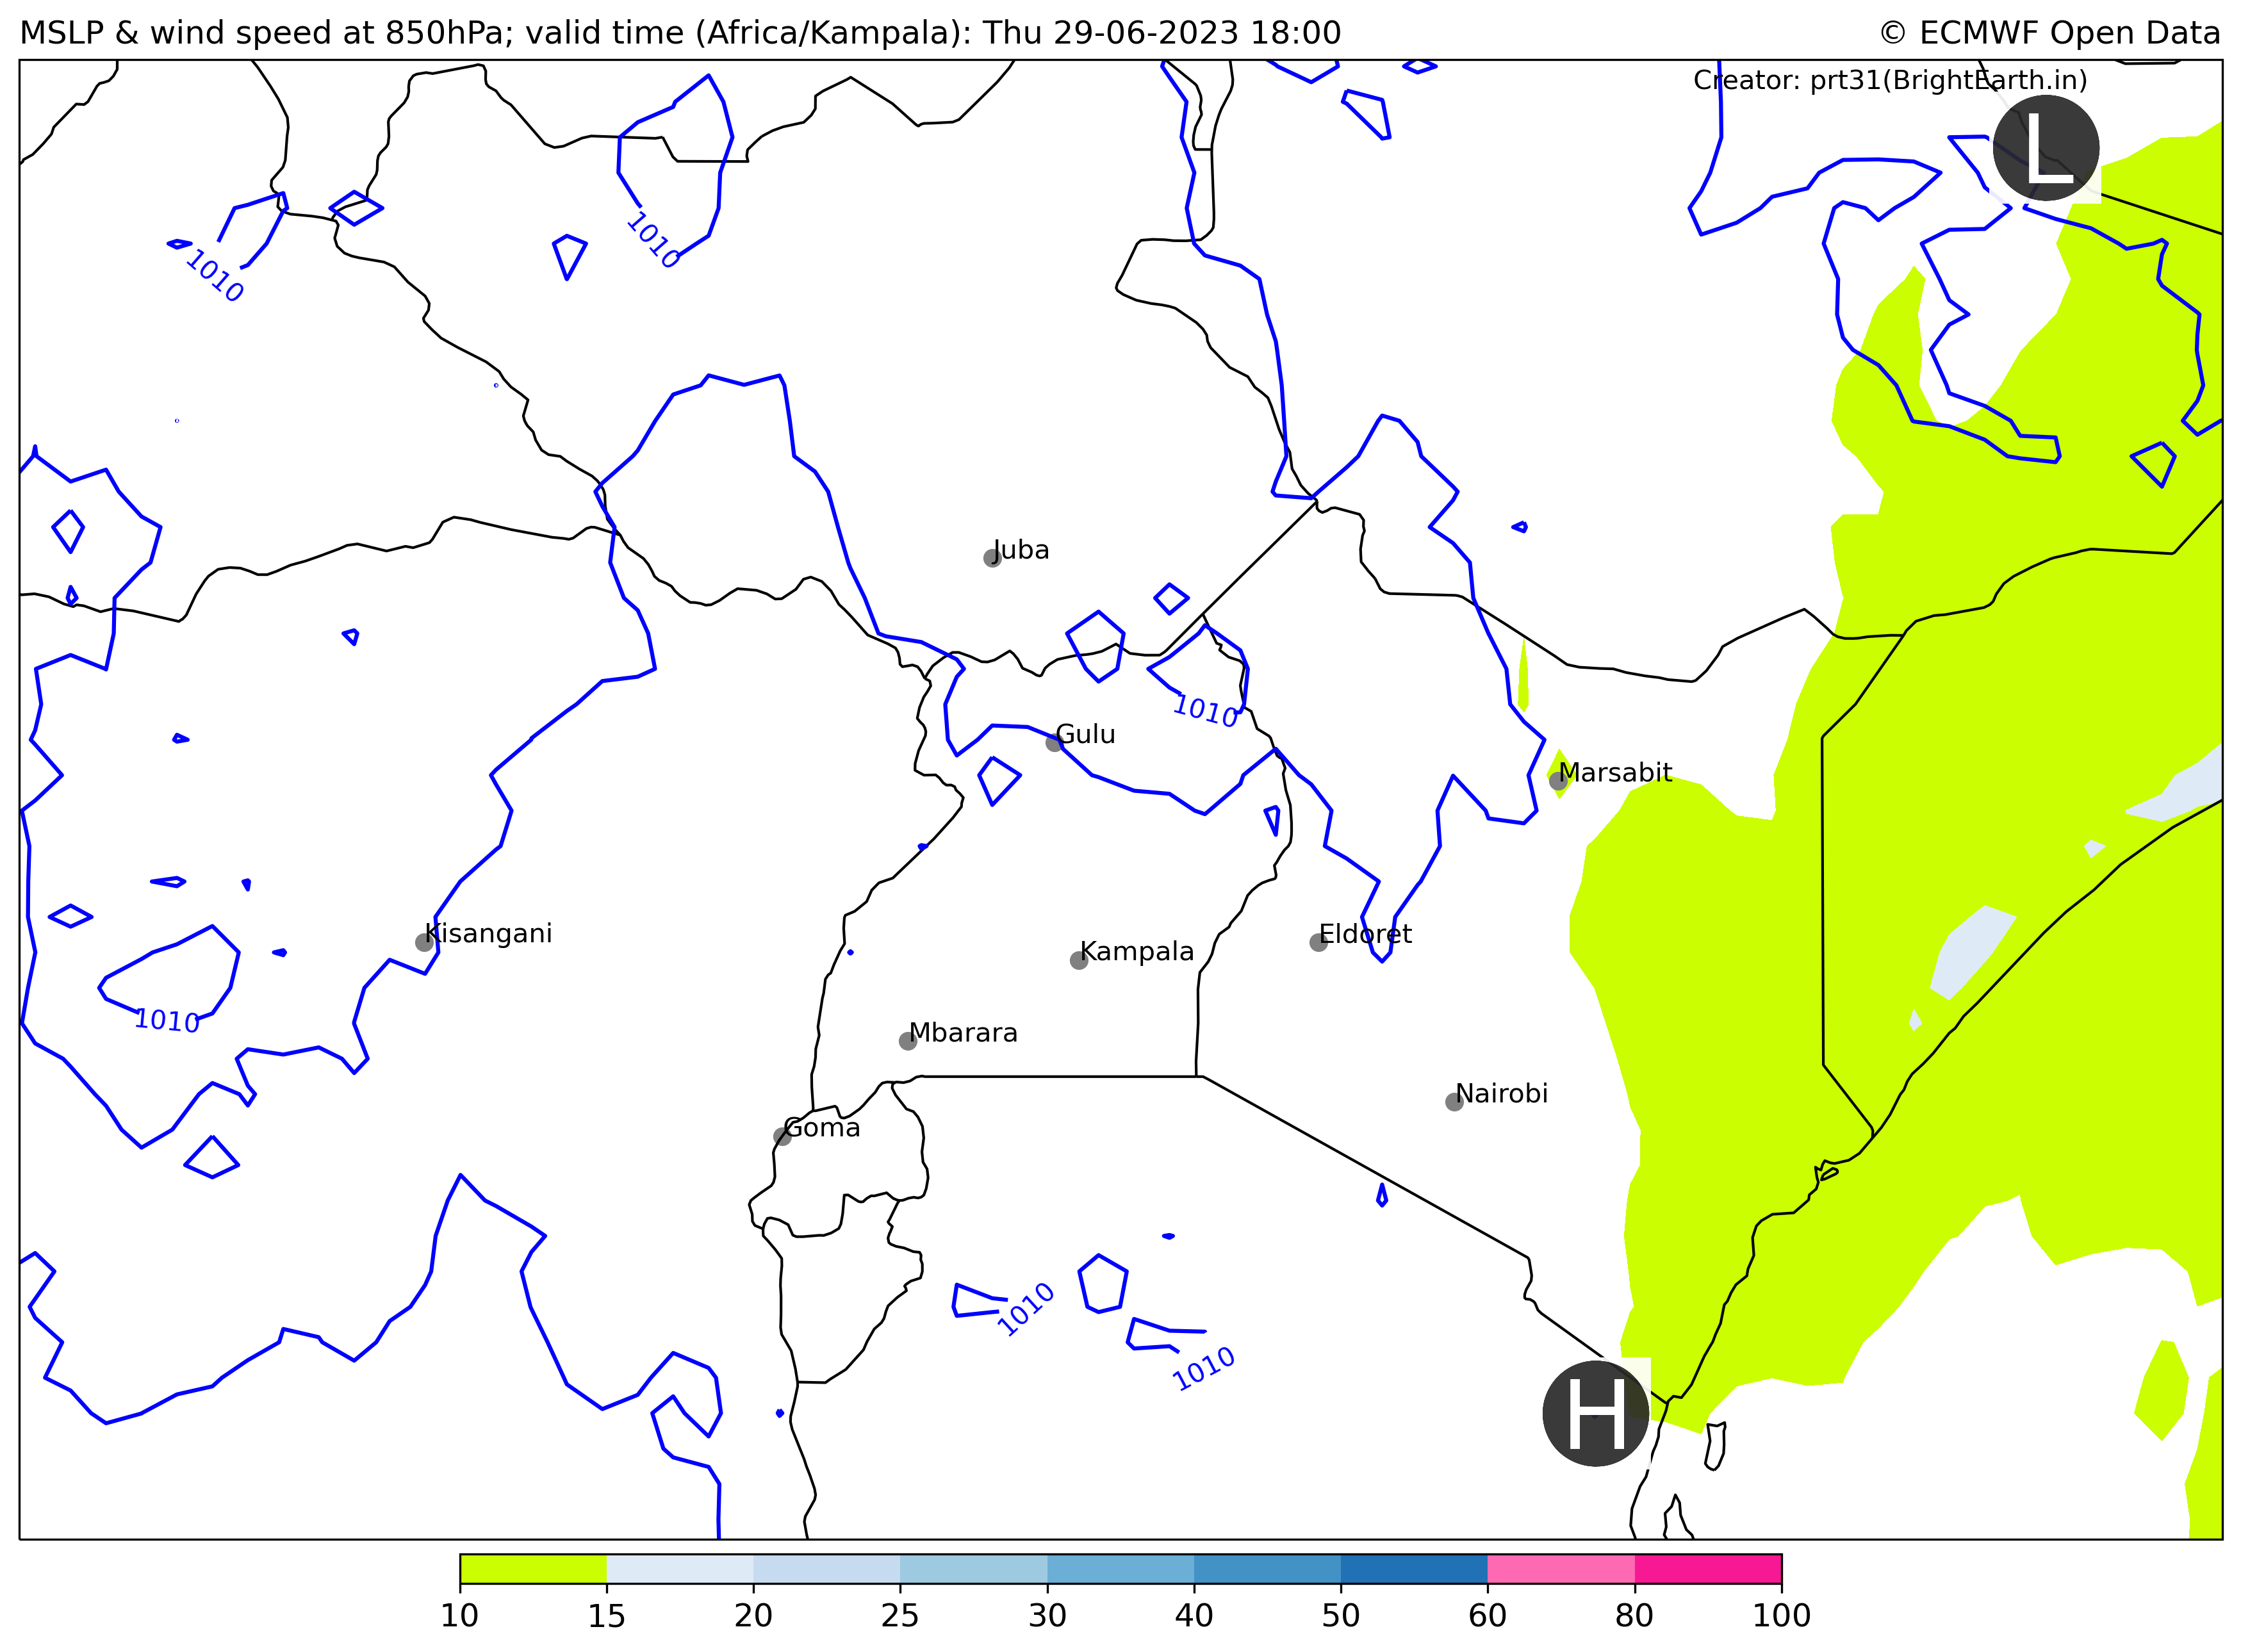 MSLP & wind speed at 850hPa; valid time (Africa/Kampala): Thu 29-06-2023 18:00
© ECMWF Open Data
Creator: prt31(BrightEarth.in)
L
1010
1010
Juba
1010
Gulu
Marsabit
Kisangani
Eldoret
Kampala
1010
Mbarara
Nairobi
Goma
1010
1010
H
10 15 20 25 30 40 50 60 80 100